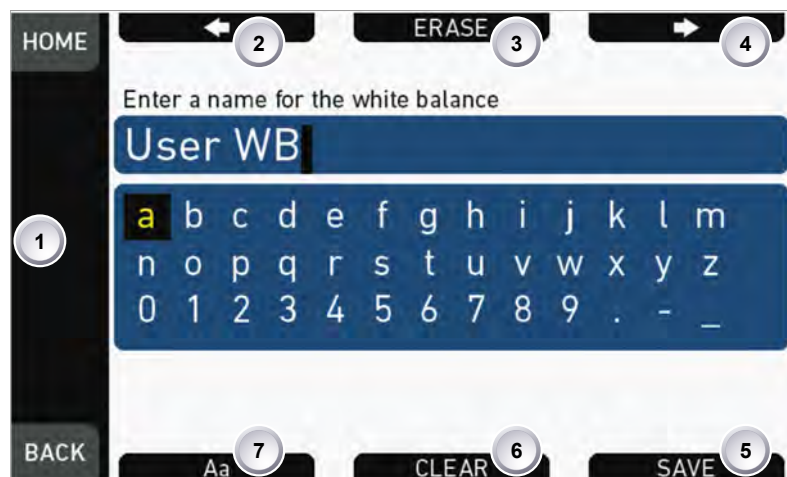 HOME
← 2 ERASE 3 → 4
Enter a name for the white balance
User WB
a b c d e f g h i j k l m
1
n o p q r s t u v w x y z
0 1 2 3 4 5 6 7 8 9 . - _
BACK
Aa 7 CLEAR 6 SAVE 5